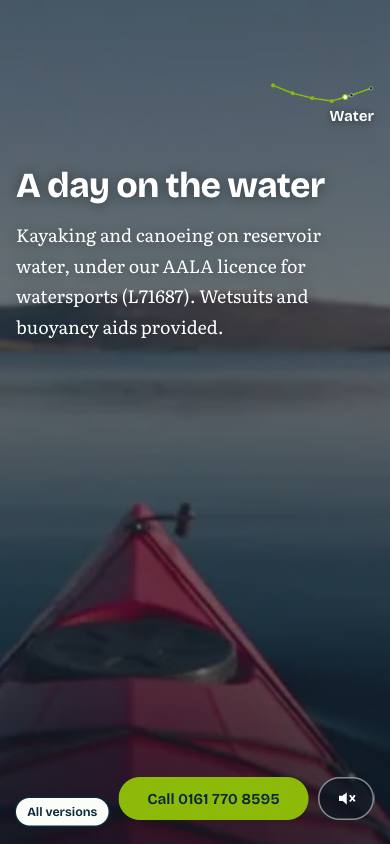 Water
A day on the water
Kayaking and canoeing on reservoir
water, under our AALA licence for
watersports (L71687). Wetsuits and
buoyancy aids provided.
All versions
Call 0161 770 8595